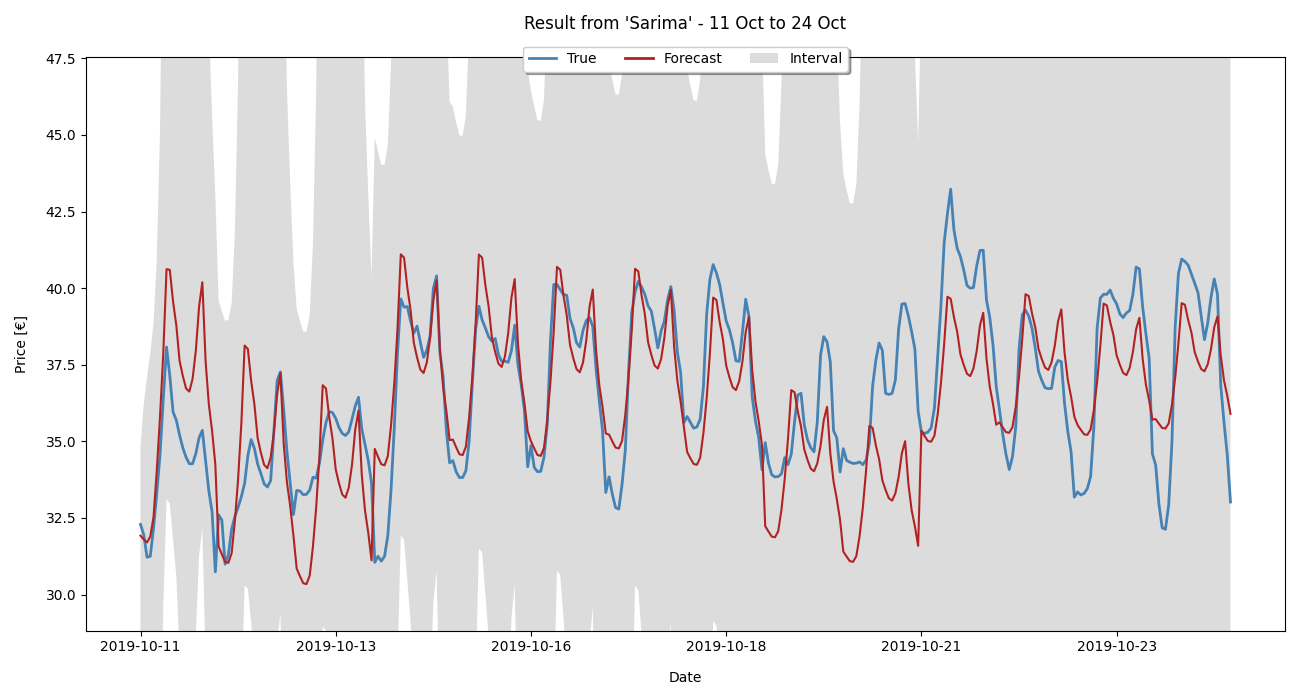 Result from 'Sarima' - 11 Oct to 24 Oct
True Forecast Interval
47.5
45.0
42.5
40.0
37.5
35.0
32.5
30.0
Price [€]
2019-10-11 2019-10-13 2019-10-16 2019-10-18 2019-10-21 2019-10-23
Date